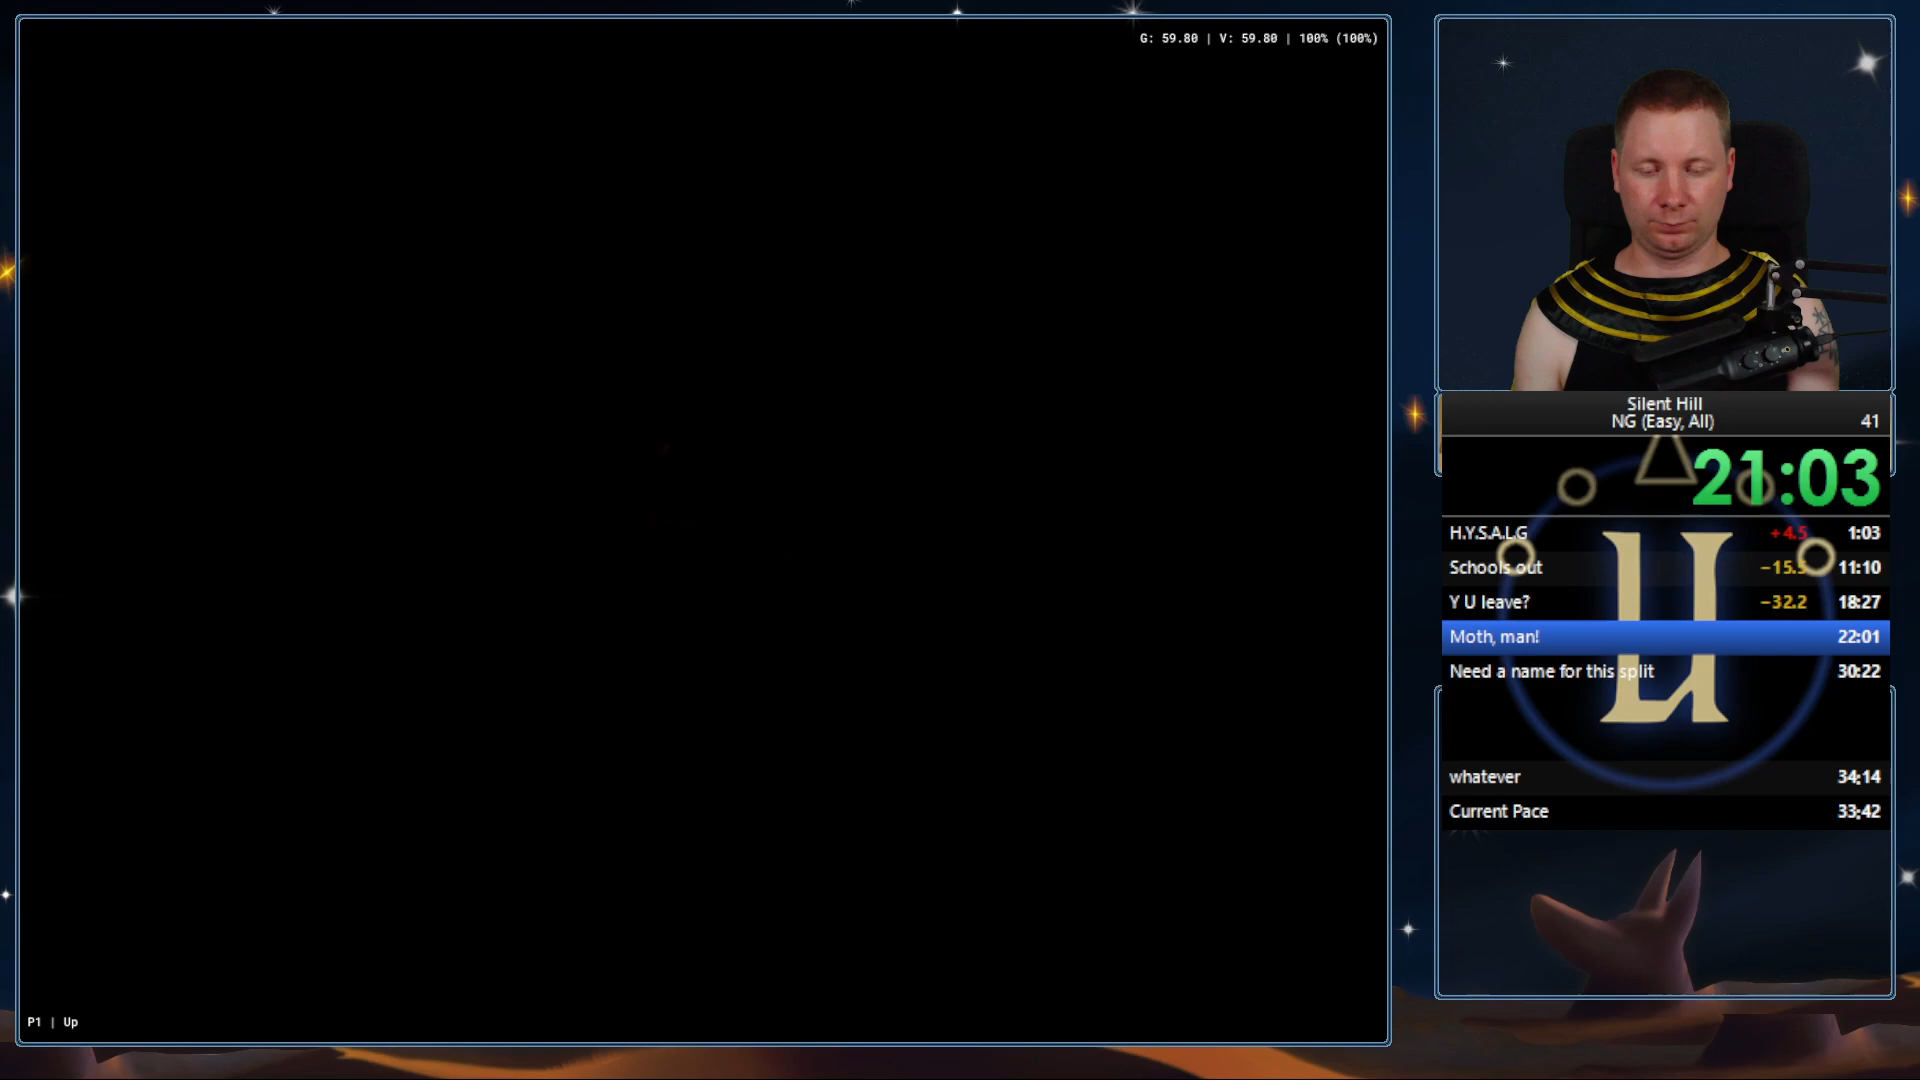 G: 59.80 | V: 59.80 | 100% (100%)
Silent Hill
NG (Easy, All) 41
21:03
H.Y.S.A.L.G +4.5 1:03
Schools out −15.5 11:10
Y U leave? −32.2 18:27
Moth, man! 22:01
Need a name for this split 30:22
whatever 34:14
Current Pace 33:42
P1 | Up